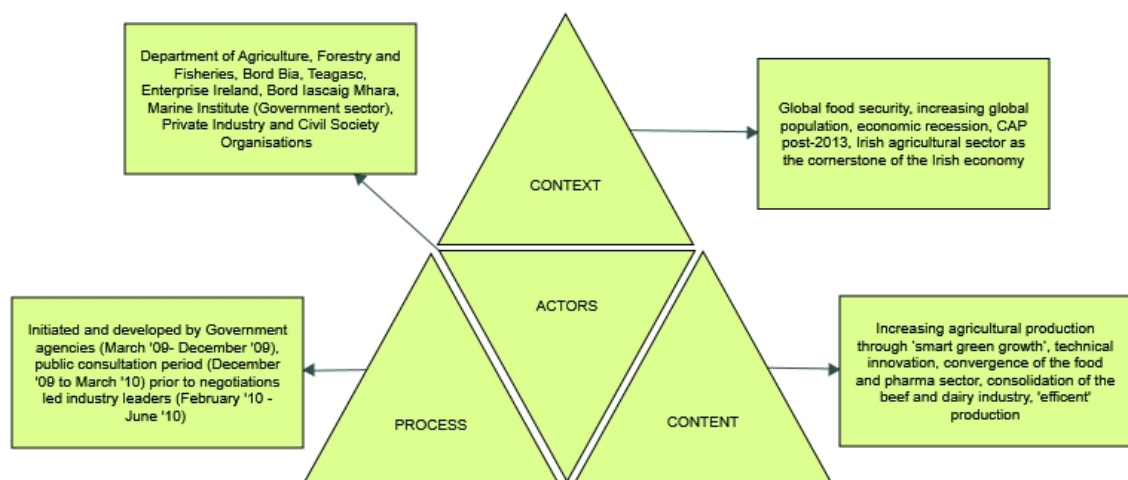 Department of Agriculture, Forestry and
Fisheries, Bord Bia, Teagasc,
Enterprise Ireland, Bord Iascaig Mhara,
Marine Institute (Government sector),
Private Industry and Civil Society
Organisations
Global food security, increasing global
population, economic recession, CAP
post-2013, Irish agricultural sector as
the cornerstone of the Irish economy
CONTEXT
ACTORS
Initiated and developed by Government
agencies (March '09- December '09),
public consultation period (December
'09 to March '10) prior to negotiations
led industry leaders (February '10 -
June '10)
PROCESS
CONTENT
Increasing agricultural production
through 'smart green growth', technical
innovation, convergence of the food
and pharma sector, consolidation of the
beef and dairy industry, 'efficent'
production